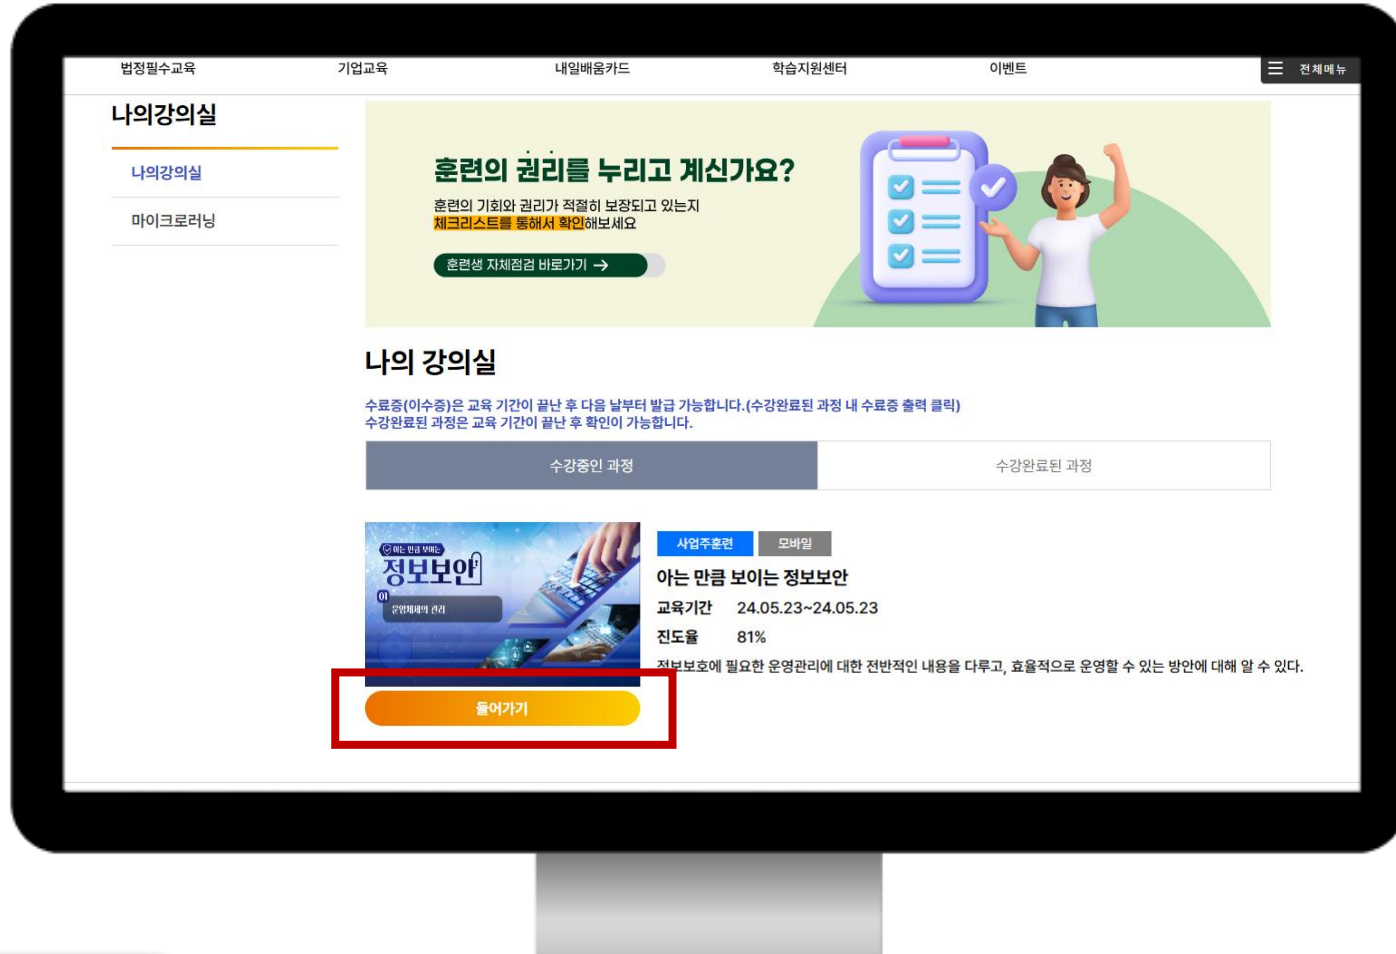 법정필수교육 기업교육 내일배움카드 학습지원센터 이벤트 전체메뉴
나의강의실
나의강의실
마이크로러닝
훈련의 권리를 누리고 계신가요?
훈련의 기회와 권리가 적절히 보장되고 있는지
체크리스트를 통해서 확인해보세요
훈련생 자체점검 바로가기 →
나의 강의실
수료증(이수증)은 교육 기간이 끝난 후 다음 날부터 발급 가능합니다.(수강완료된 과정 내 수료증 출력 클릭)
수강완료된 과정은 교육 기간이 끝난 후 확인이 가능합니다.
수강중인 과정 수강완료된 과정
아는 만큼 보이는
정보보안
01
운영체제의 관리
사업주훈련 모바일
아는 만큼 보이는 정보보안
교육기간 24.05.23~24.05.23
진도율 81%
정보보호에 필요한 운영관리에 대한 전반적인 내용을 다루고, 효율적으로 운영할 수 있는 방안에 대해 알 수 있다.
들어가기